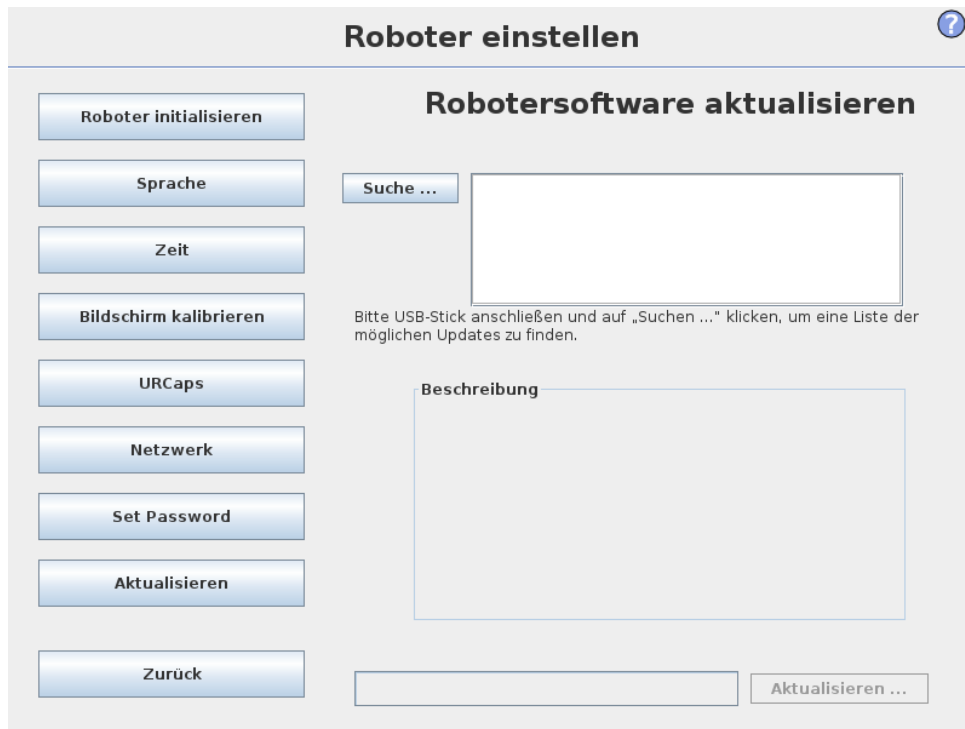 Roboter einstellen
?
Roboter initialisieren
Sprache
Zeit
Bildschirm kalibrieren
URCaps
Netzwerk
Set Password
Aktualisieren
Zurück
Robotersoftware aktualisieren
Suche ...
Bitte USB-Stick anschließen und auf „Suchen ..." klicken, um eine Liste der
möglichen Updates zu finden.
Beschreibung
Aktualisieren ...